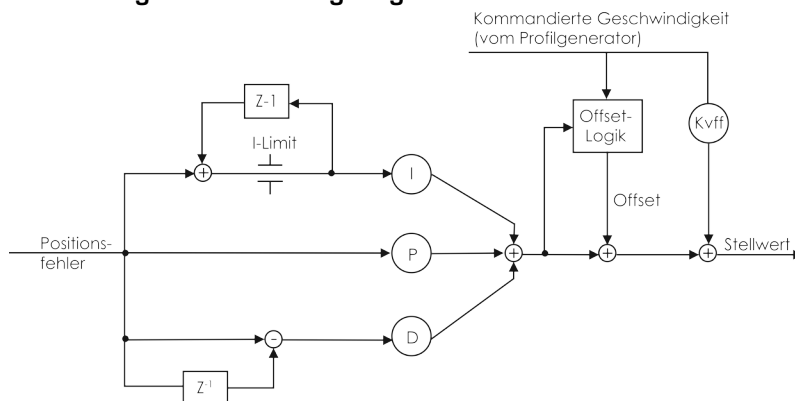 Kommandierte Geschwindigkeit
(vom Profilgenerator)
Z-1
I-Limit
Offset-
Logik
Kvff
+
I
Offset
Positions-
fehler
P
+
+
+
Stellwert
-
D
Z-1